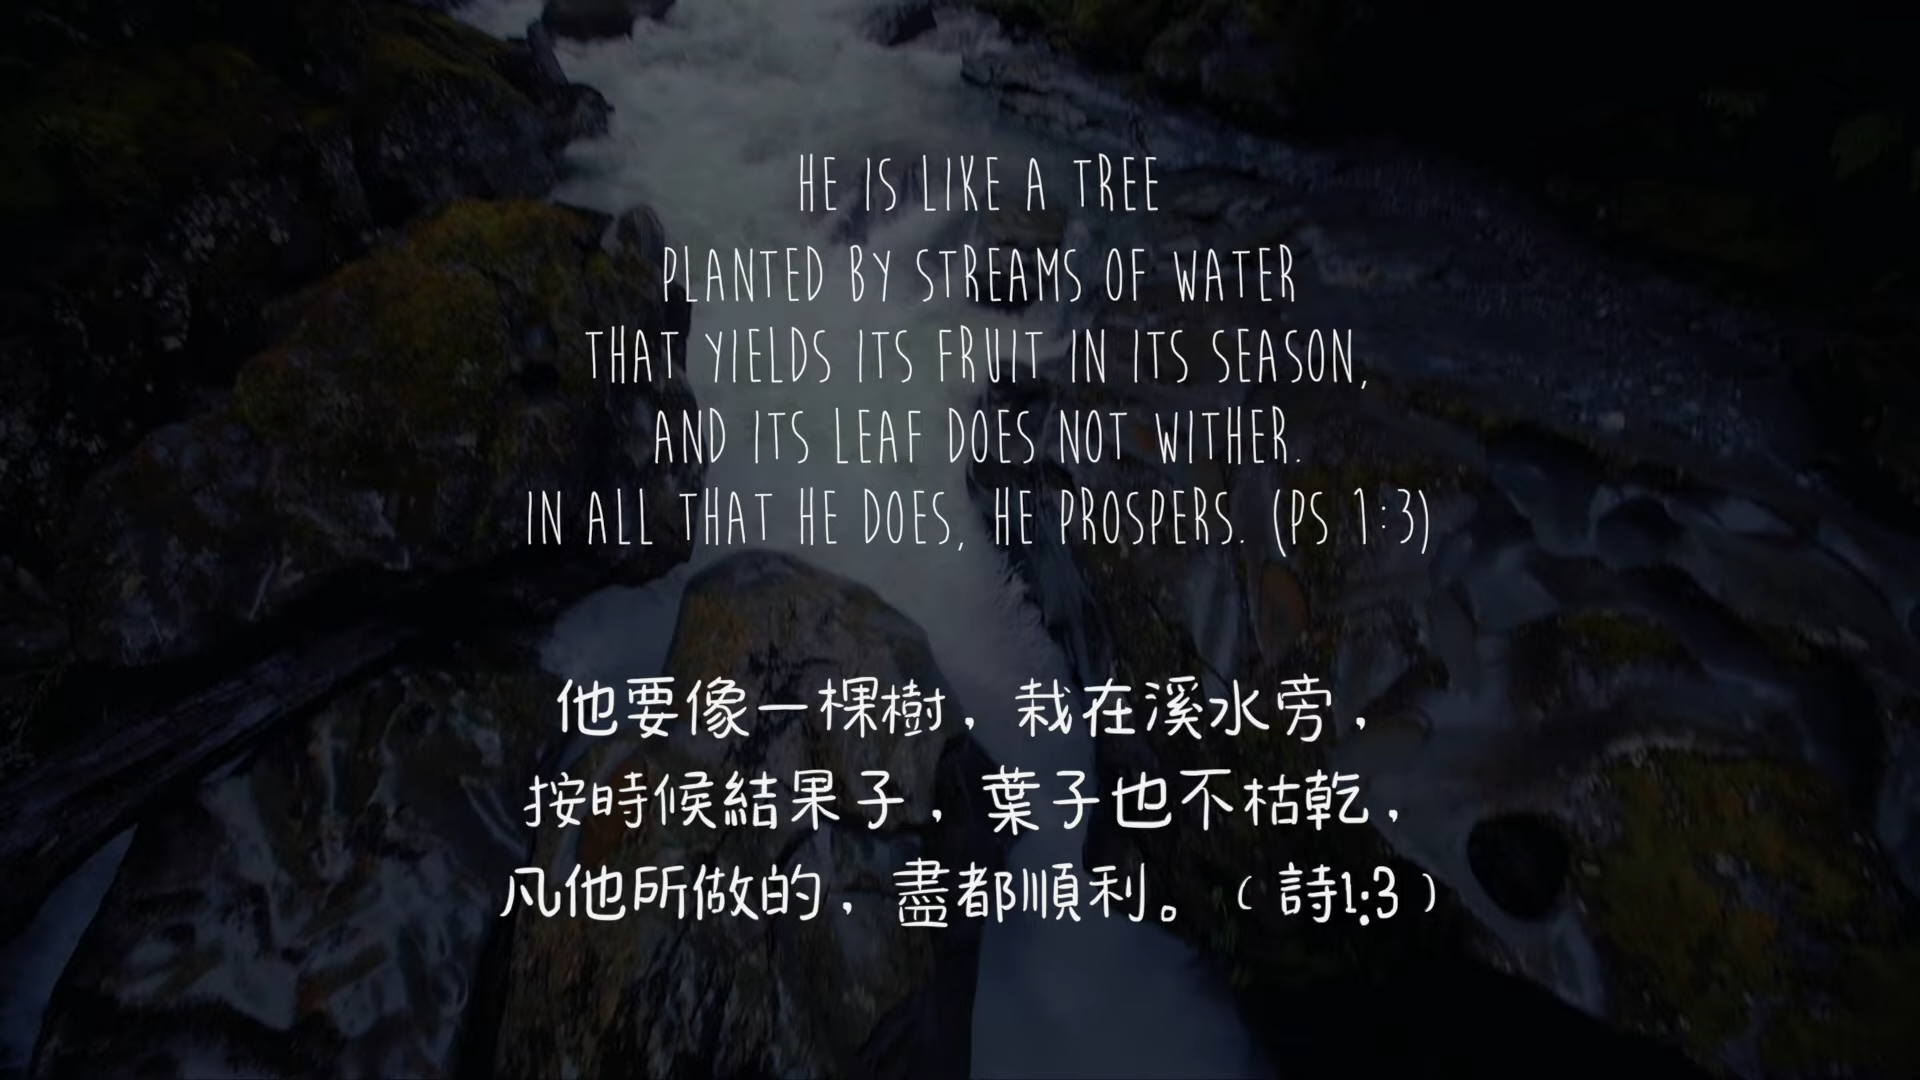 HE IS LIKE A TREE
PLANTED BY STREAMS OF WATER
THAT YIELDS ITS FRUIT IN ITS SEASON,
AND ITS LEAF DOES NOT WITHER.
IN ALL THAT HE DOES, HE PROSPERS. (PS 1:3)
他要像一棵樹，栽在溪水旁，
按時候結果子，葉子也不枯乾，
凡他所做的，盡都順利。（詩1:3）